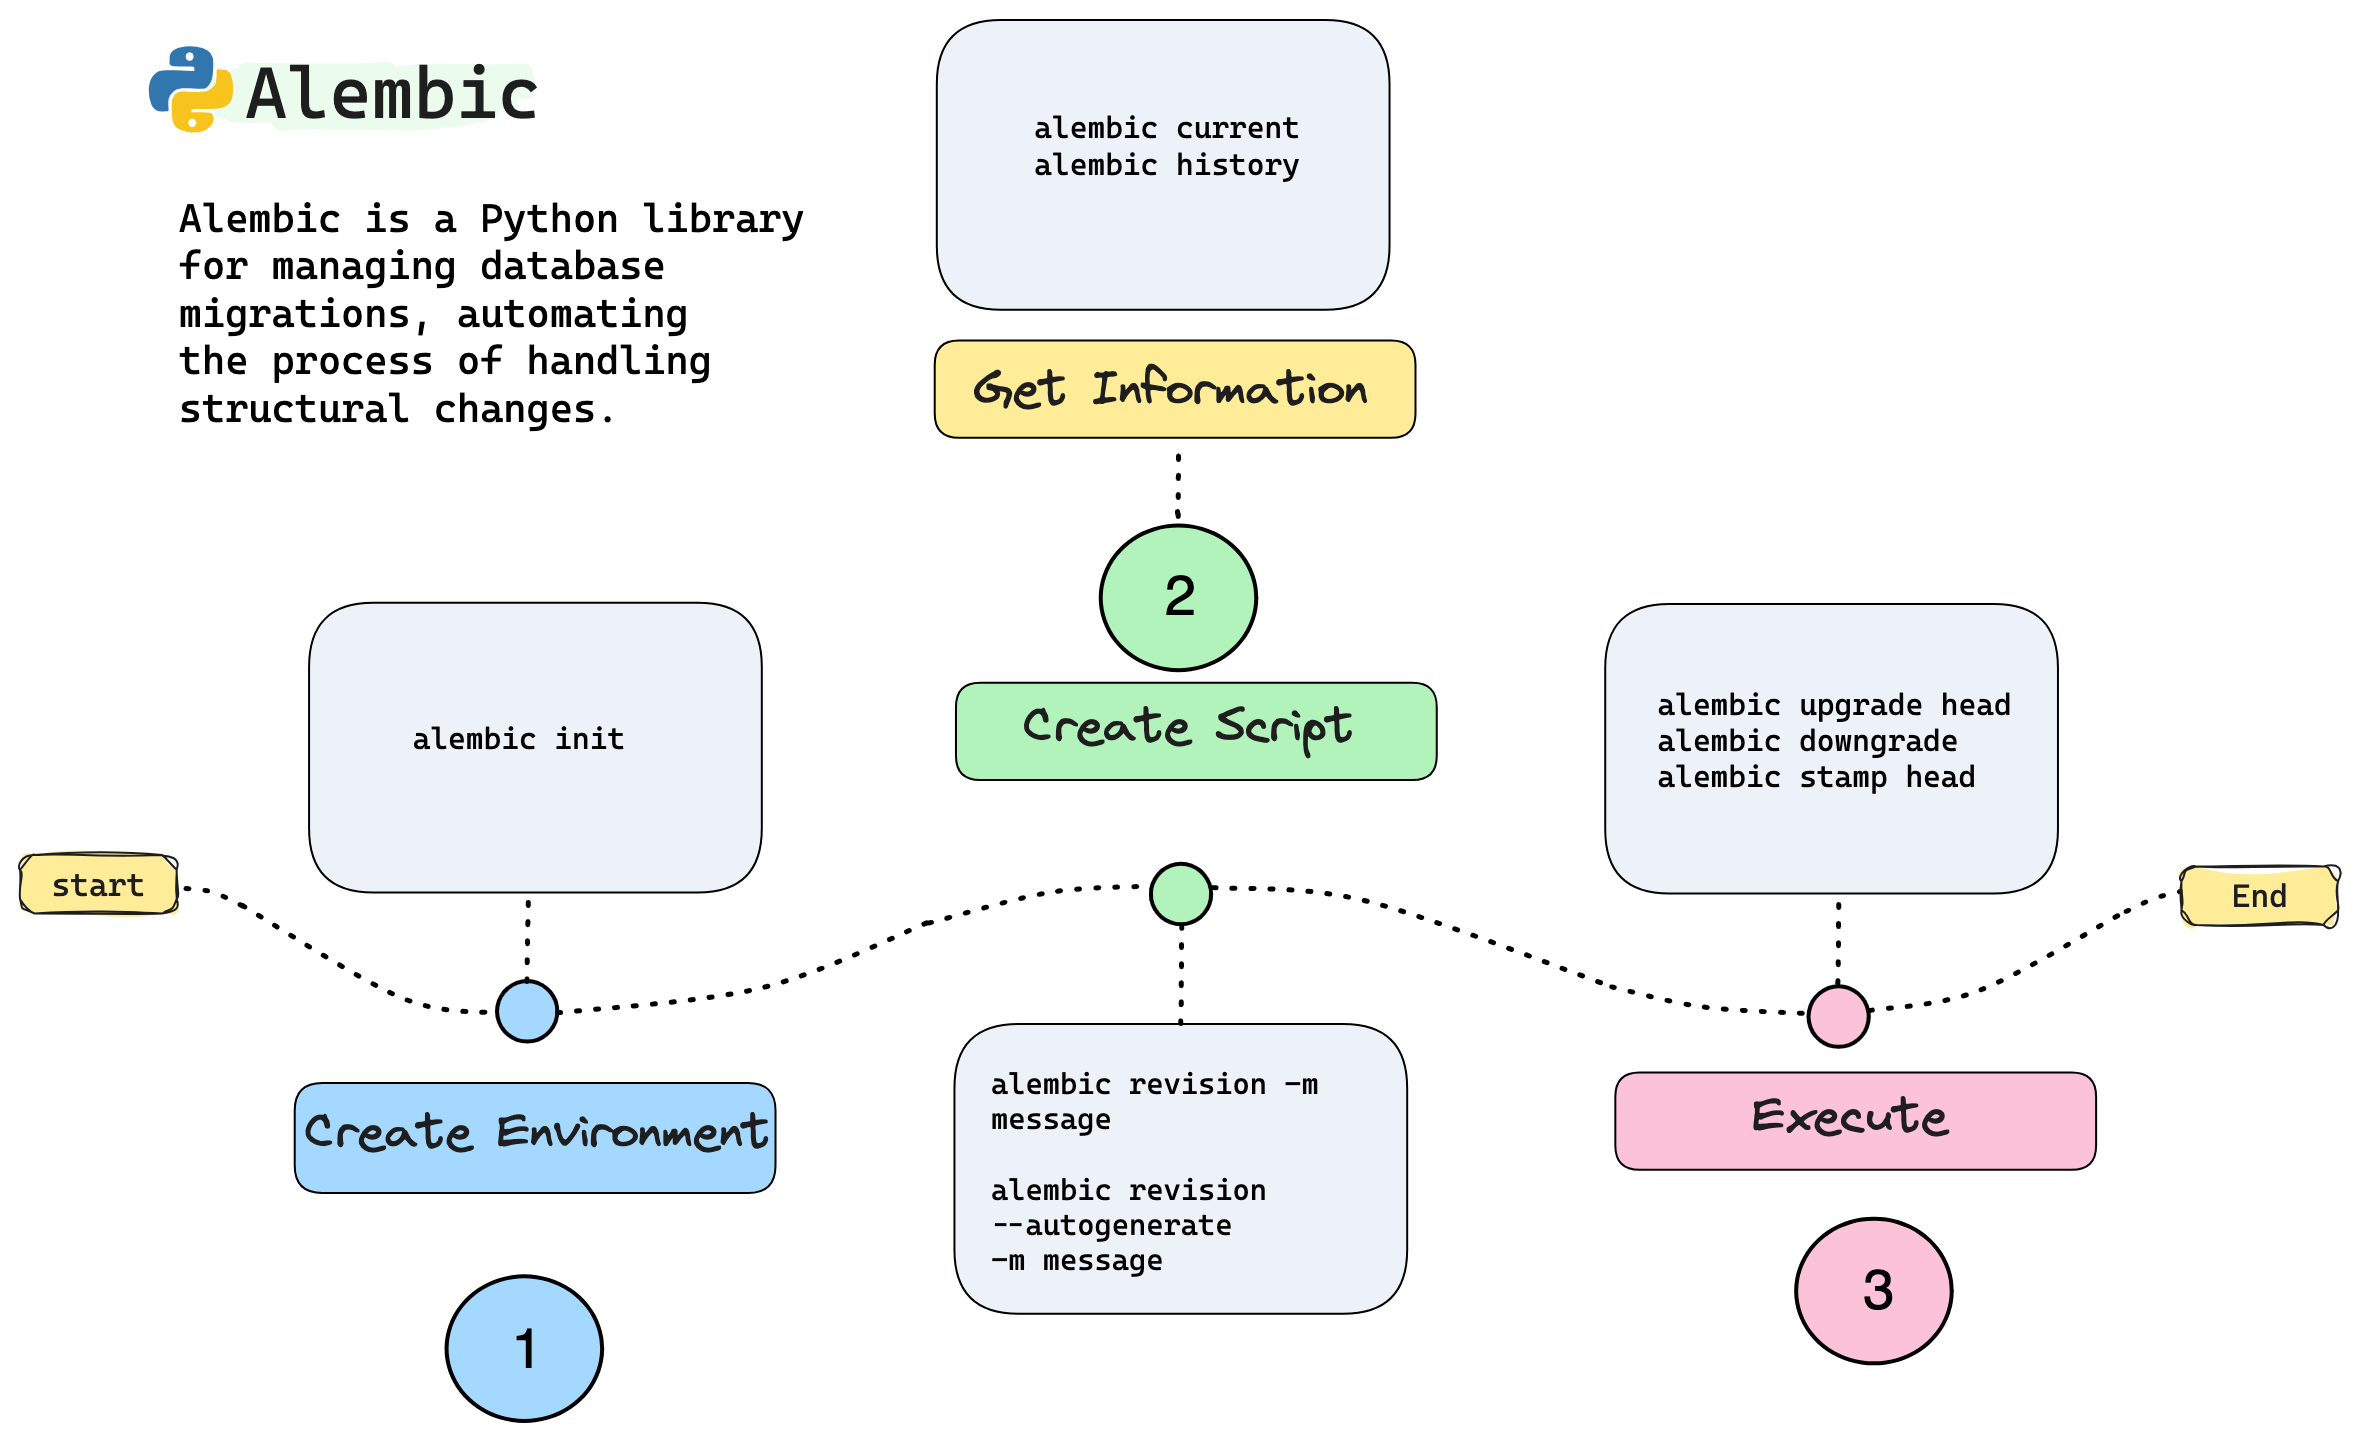 Alembic
Alembic is a Python library
for managing database
migrations, automating
the process of handling
structural changes.
alembic current
alembic history
Get Information
2
Create Script
alembic init
alembic upgrade head
alembic downgrade
alembic stamp head
start
End
alembic revision -m
message
alembic revision
--autogenerate
-m message
Create Environment
Execute
1
3